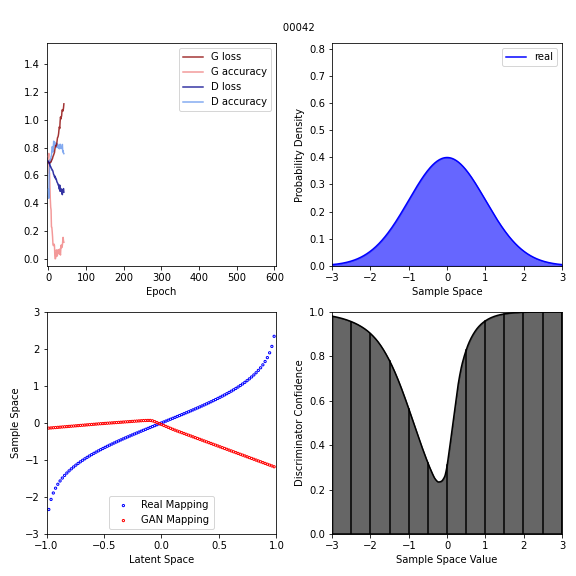 00042
1.4
1.2
1.0
0.8
0.6
0.4
0.2
0.0
0 100 200 300 400 500 600
Epoch
G loss
G accuracy
D loss
D accuracy
Probability Density
0.8
0.7
0.6
0.5
0.4
0.3
0.2
0.1
0.0
−3 −2 −1 0 1 2 3
Sample Space
real
Sample Space
3
2
1
0
−1
−2
−3
−1.0 −0.5 0.0 0.5 1.0
Latent Space
Real Mapping
GAN Mapping
Discriminator Confidence
1.0
0.8
0.6
0.4
0.2
0.0
−3 −2 −1 0 1 2 3
Sample Space Value